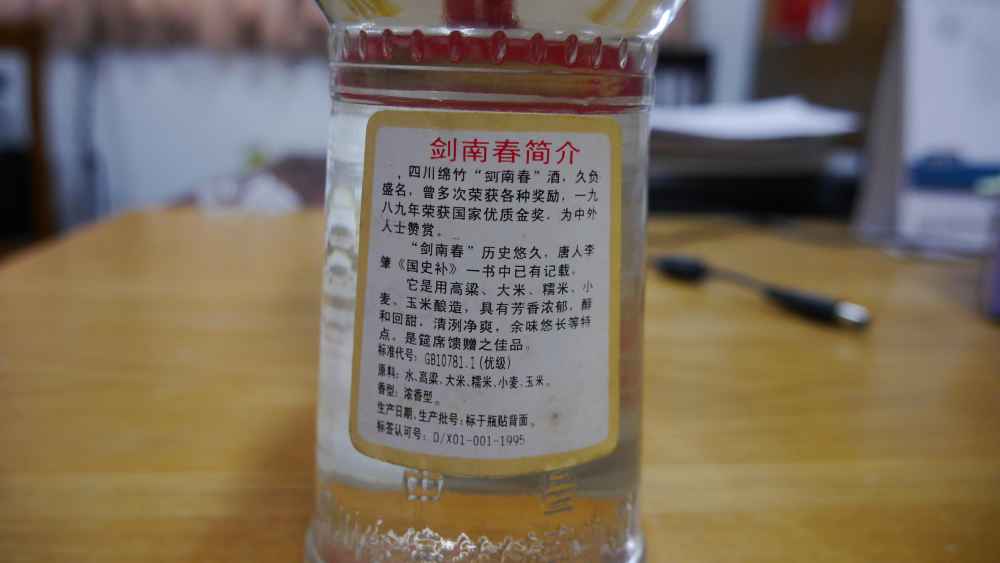 剑南春简介
四川绵竹“剑南春”酒，久负
盛名，曾多次荣获各种奖励，一九
八九年荣获国家优质金奖，为中外
人士赞赏。
“剑南春”历史悠久，唐人李
肇《国史补》一书中已有记载。
它是用高梁、大米、糯米、小
麦、玉米酿造，具有芳香浓郁，醇
和回甜，清洌净爽，余味悠长等特
点。是筵席馈赠之佳品。
标准代号：GB10781.1(优级)
原料：水、高梁、大米、糯米、小麦、玉米。
香型：浓香型。
生产日期、生产批号：标于瓶贴背面。
标签认可号：D/X01-001-1995